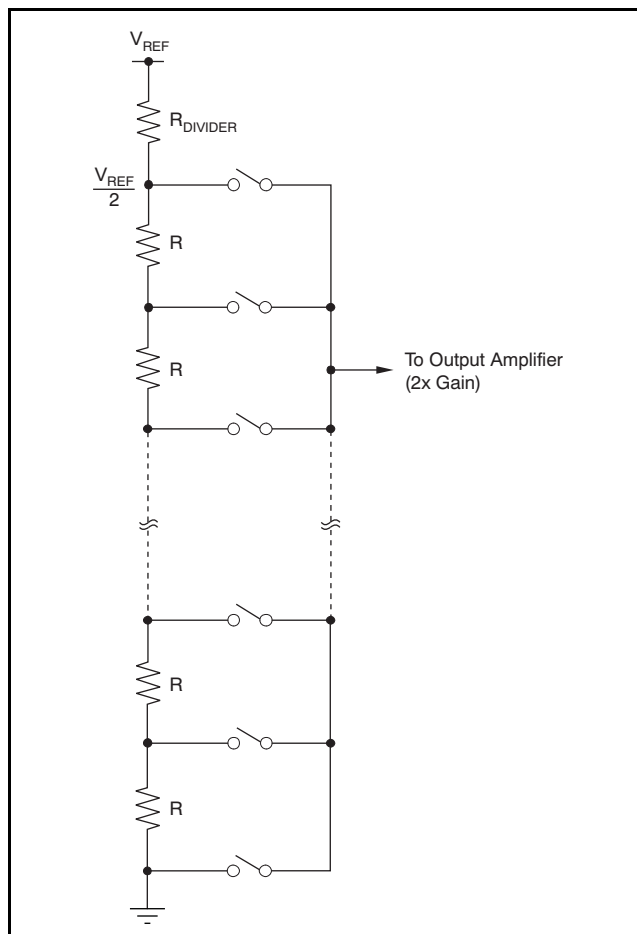 VREF
RDIVIDER
VREF
2
R
R
To Output Amplifier
(2x Gain)
R
R